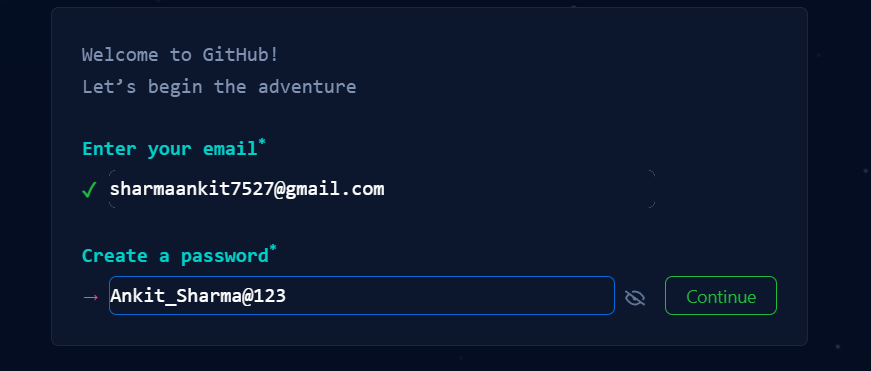 Welcome to GitHub!
Let’s begin the adventure
Enter your email*
✓ sharmaankit7527@gmail.com
Create a password*
→ Ankit_Sharma@123
Continue